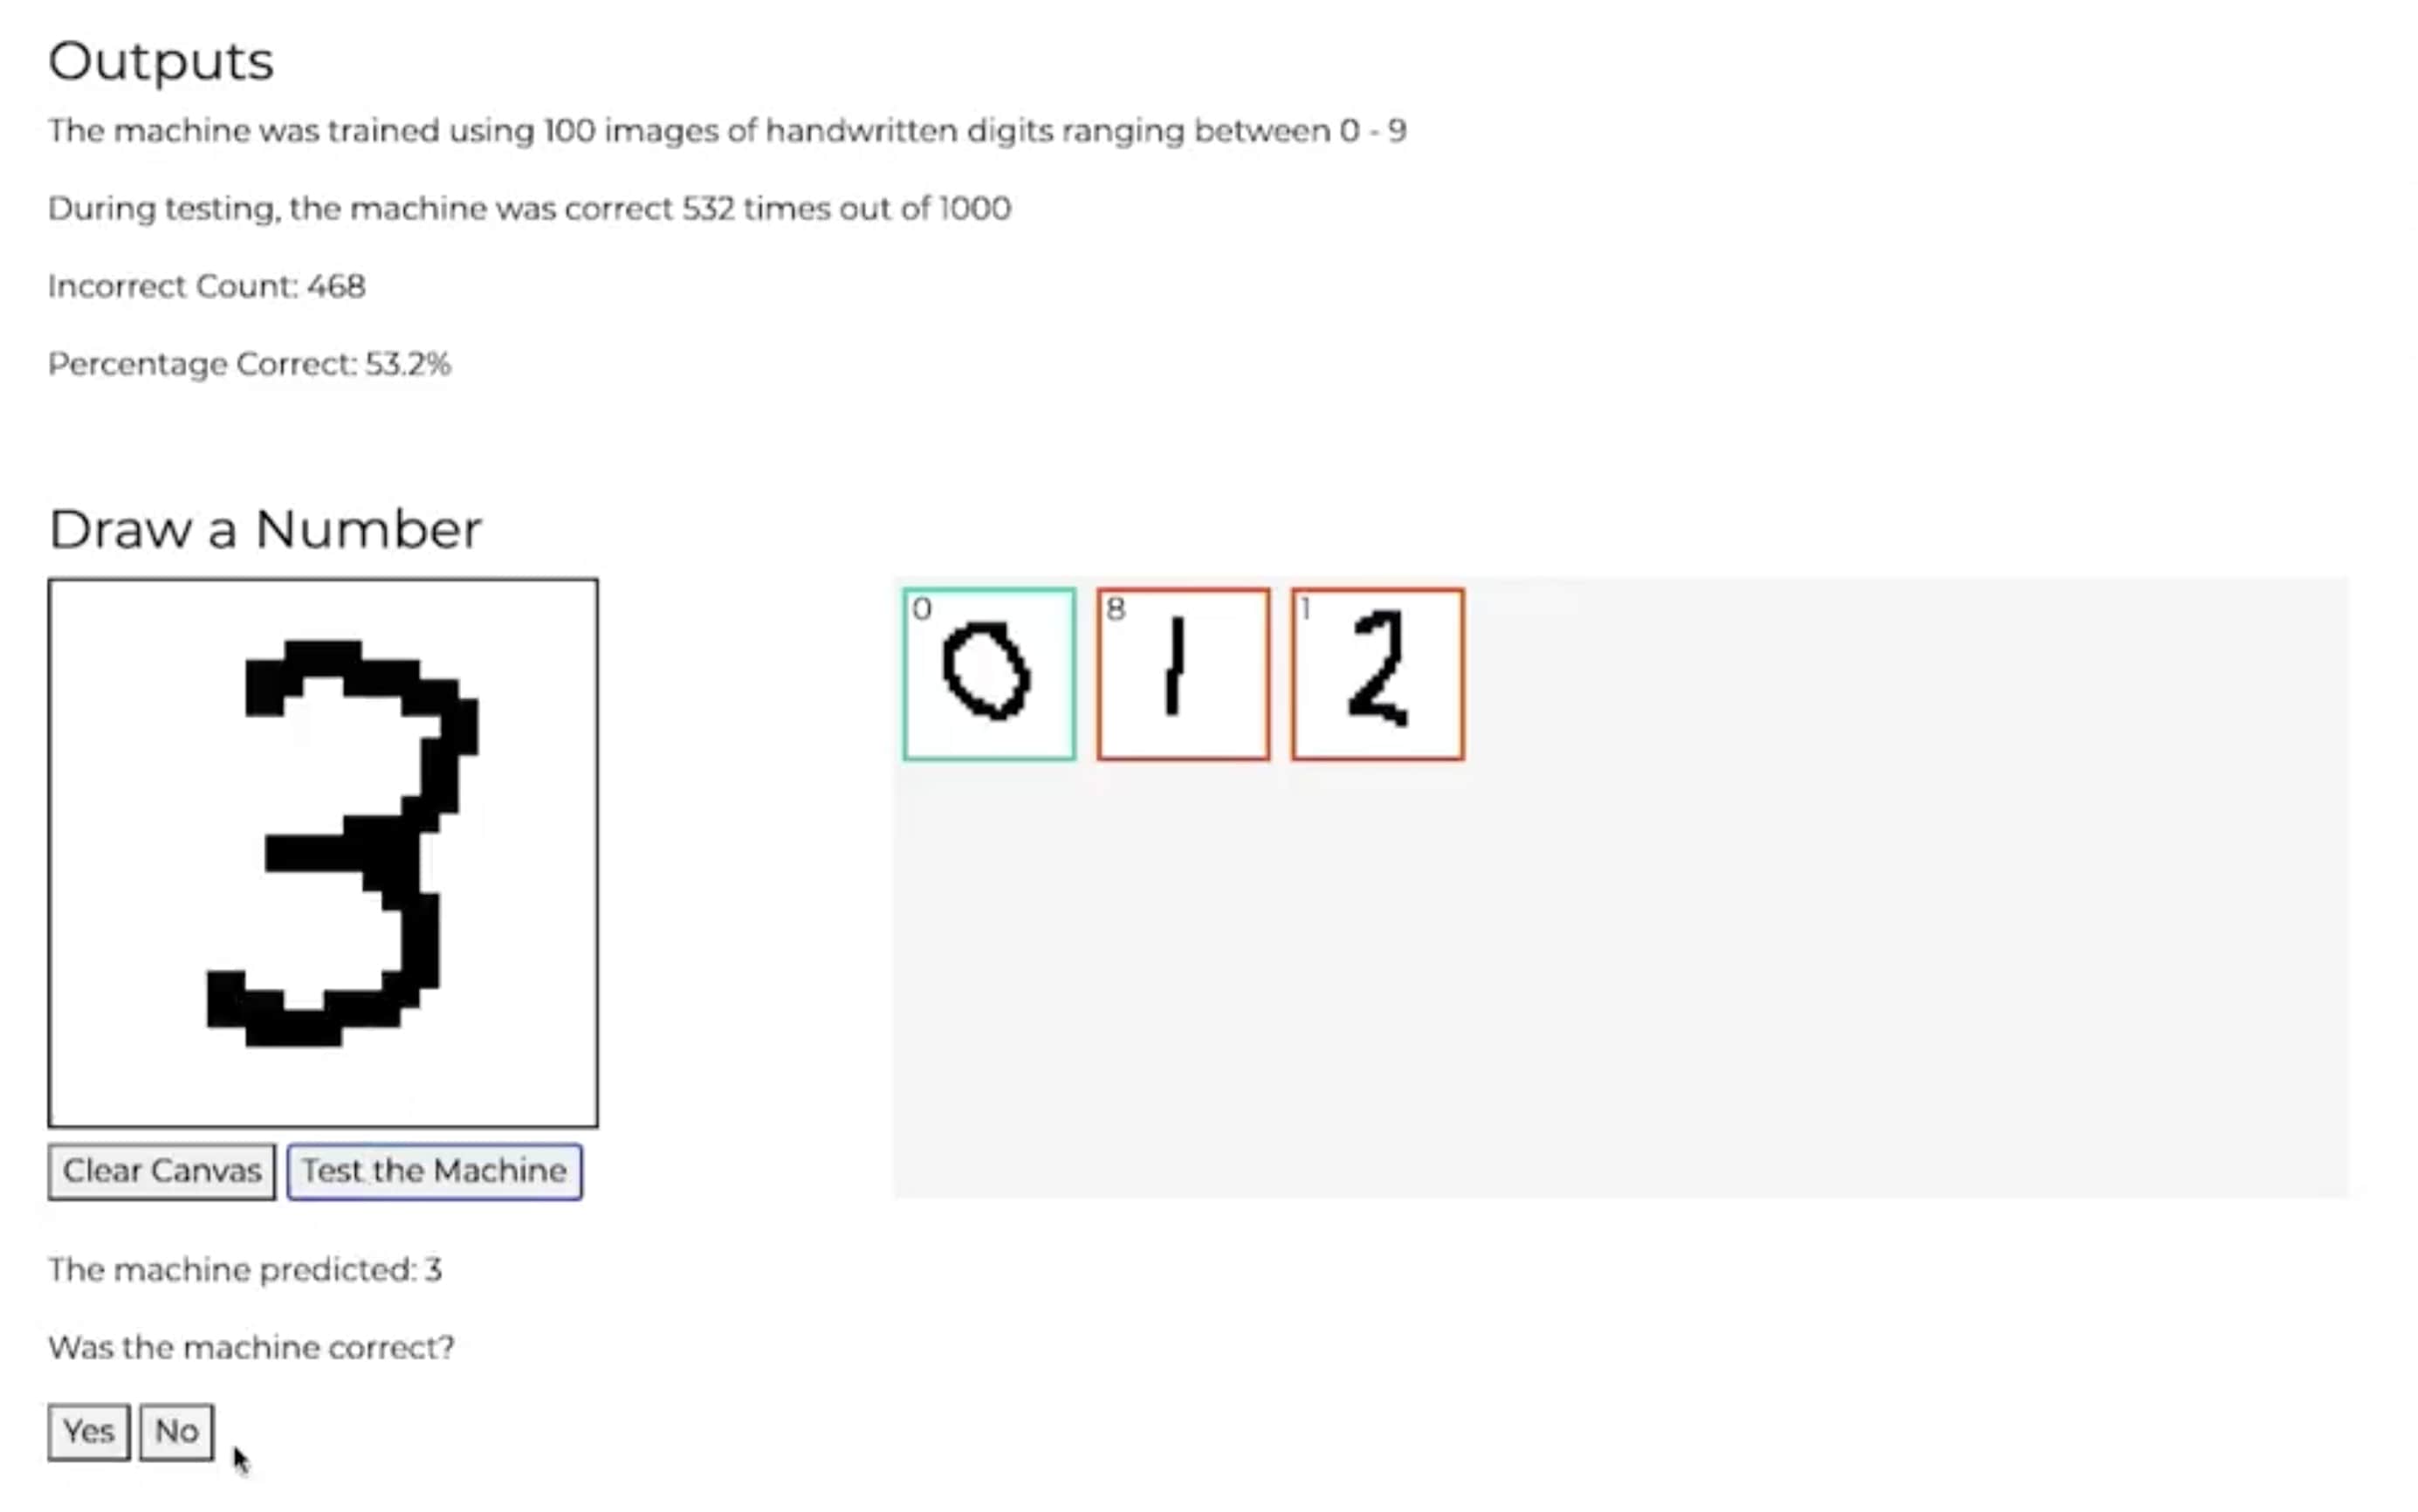 Outputs
The machine was trained using 100 images of handwritten digits ranging between 0 - 9
During testing, the machine was correct 532 times out of 1000
Incorrect Count: 468
Percentage Correct: 53.2%
Draw a Number
3
0 0
8 1
1 2
Clear Canvas Test the Machine
The machine predicted: 3
Was the machine correct?
Yes No